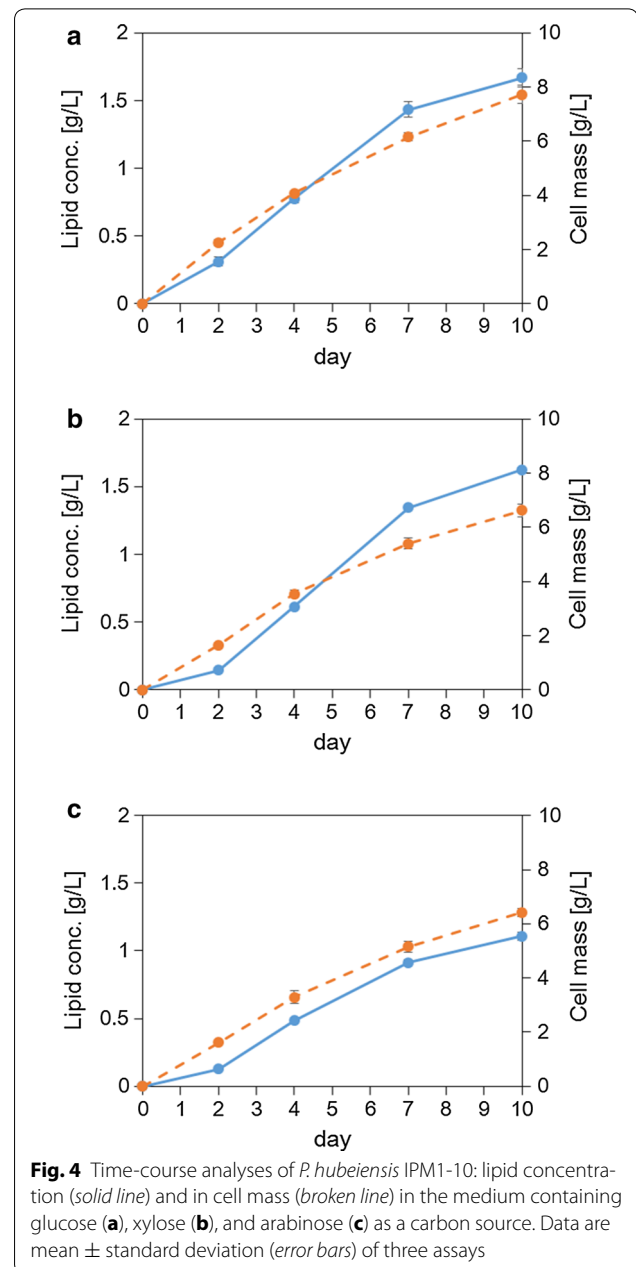 a
2
1.5
1
0.5
0
Lipid conc. [g/L]
10
8
6
4
2
0
Cell mass [g/L]
0 1 2 3 4 5 6 7 8 9 10
day
b
2
1.5
1
0.5
0
Lipid conc. [g/L]
10
8
6
4
2
0
Cell mass [g/L]
0 1 2 3 4 5 6 7 8 9 10
day
c
2
1.5
1
0.5
0
Lipid conc. [g/L]
10
8
6
4
2
0
Cell mass [g/L]
0 1 2 3 4 5 6 7 8 9 10
day
Fig. 4 Time-course analyses of P. hubeiensis IPM1-10: lipid concentra-
tion (solid line) and in cell mass (broken line) in the medium containing
glucose (a), xylose (b), and arabinose (c) as a carbon source. Data are
mean ± standard deviation (error bars) of three assays